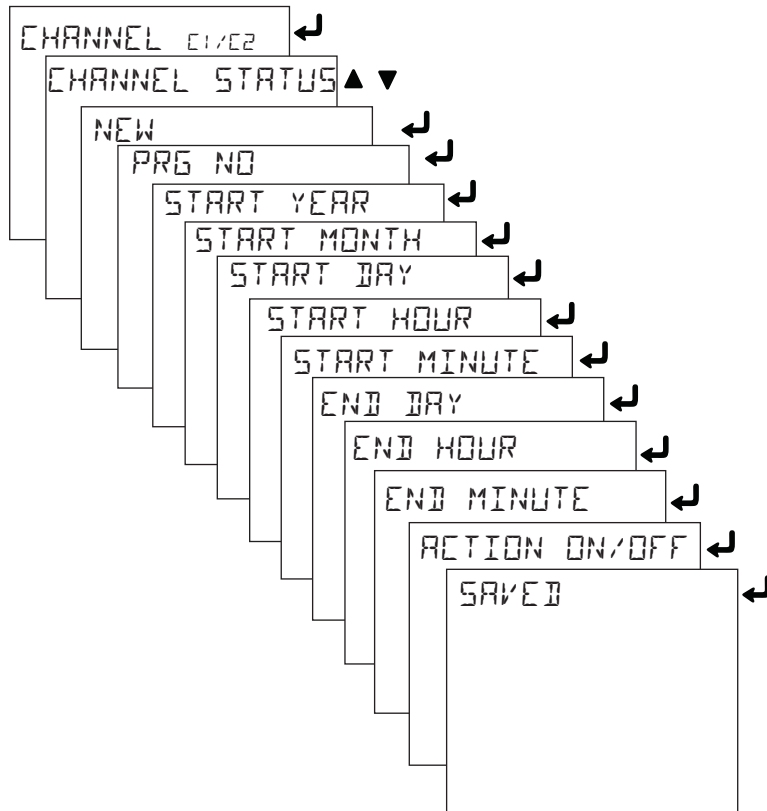 CHANNEL C1/C2
CHANNEL STATUS
NEW
PRG NO
START YEAR
START MONTH
START DAY
START HOUR
START MINUTE
END DAY
END HOUR
END MINUTE
ACTION ON/OFF
SAVED